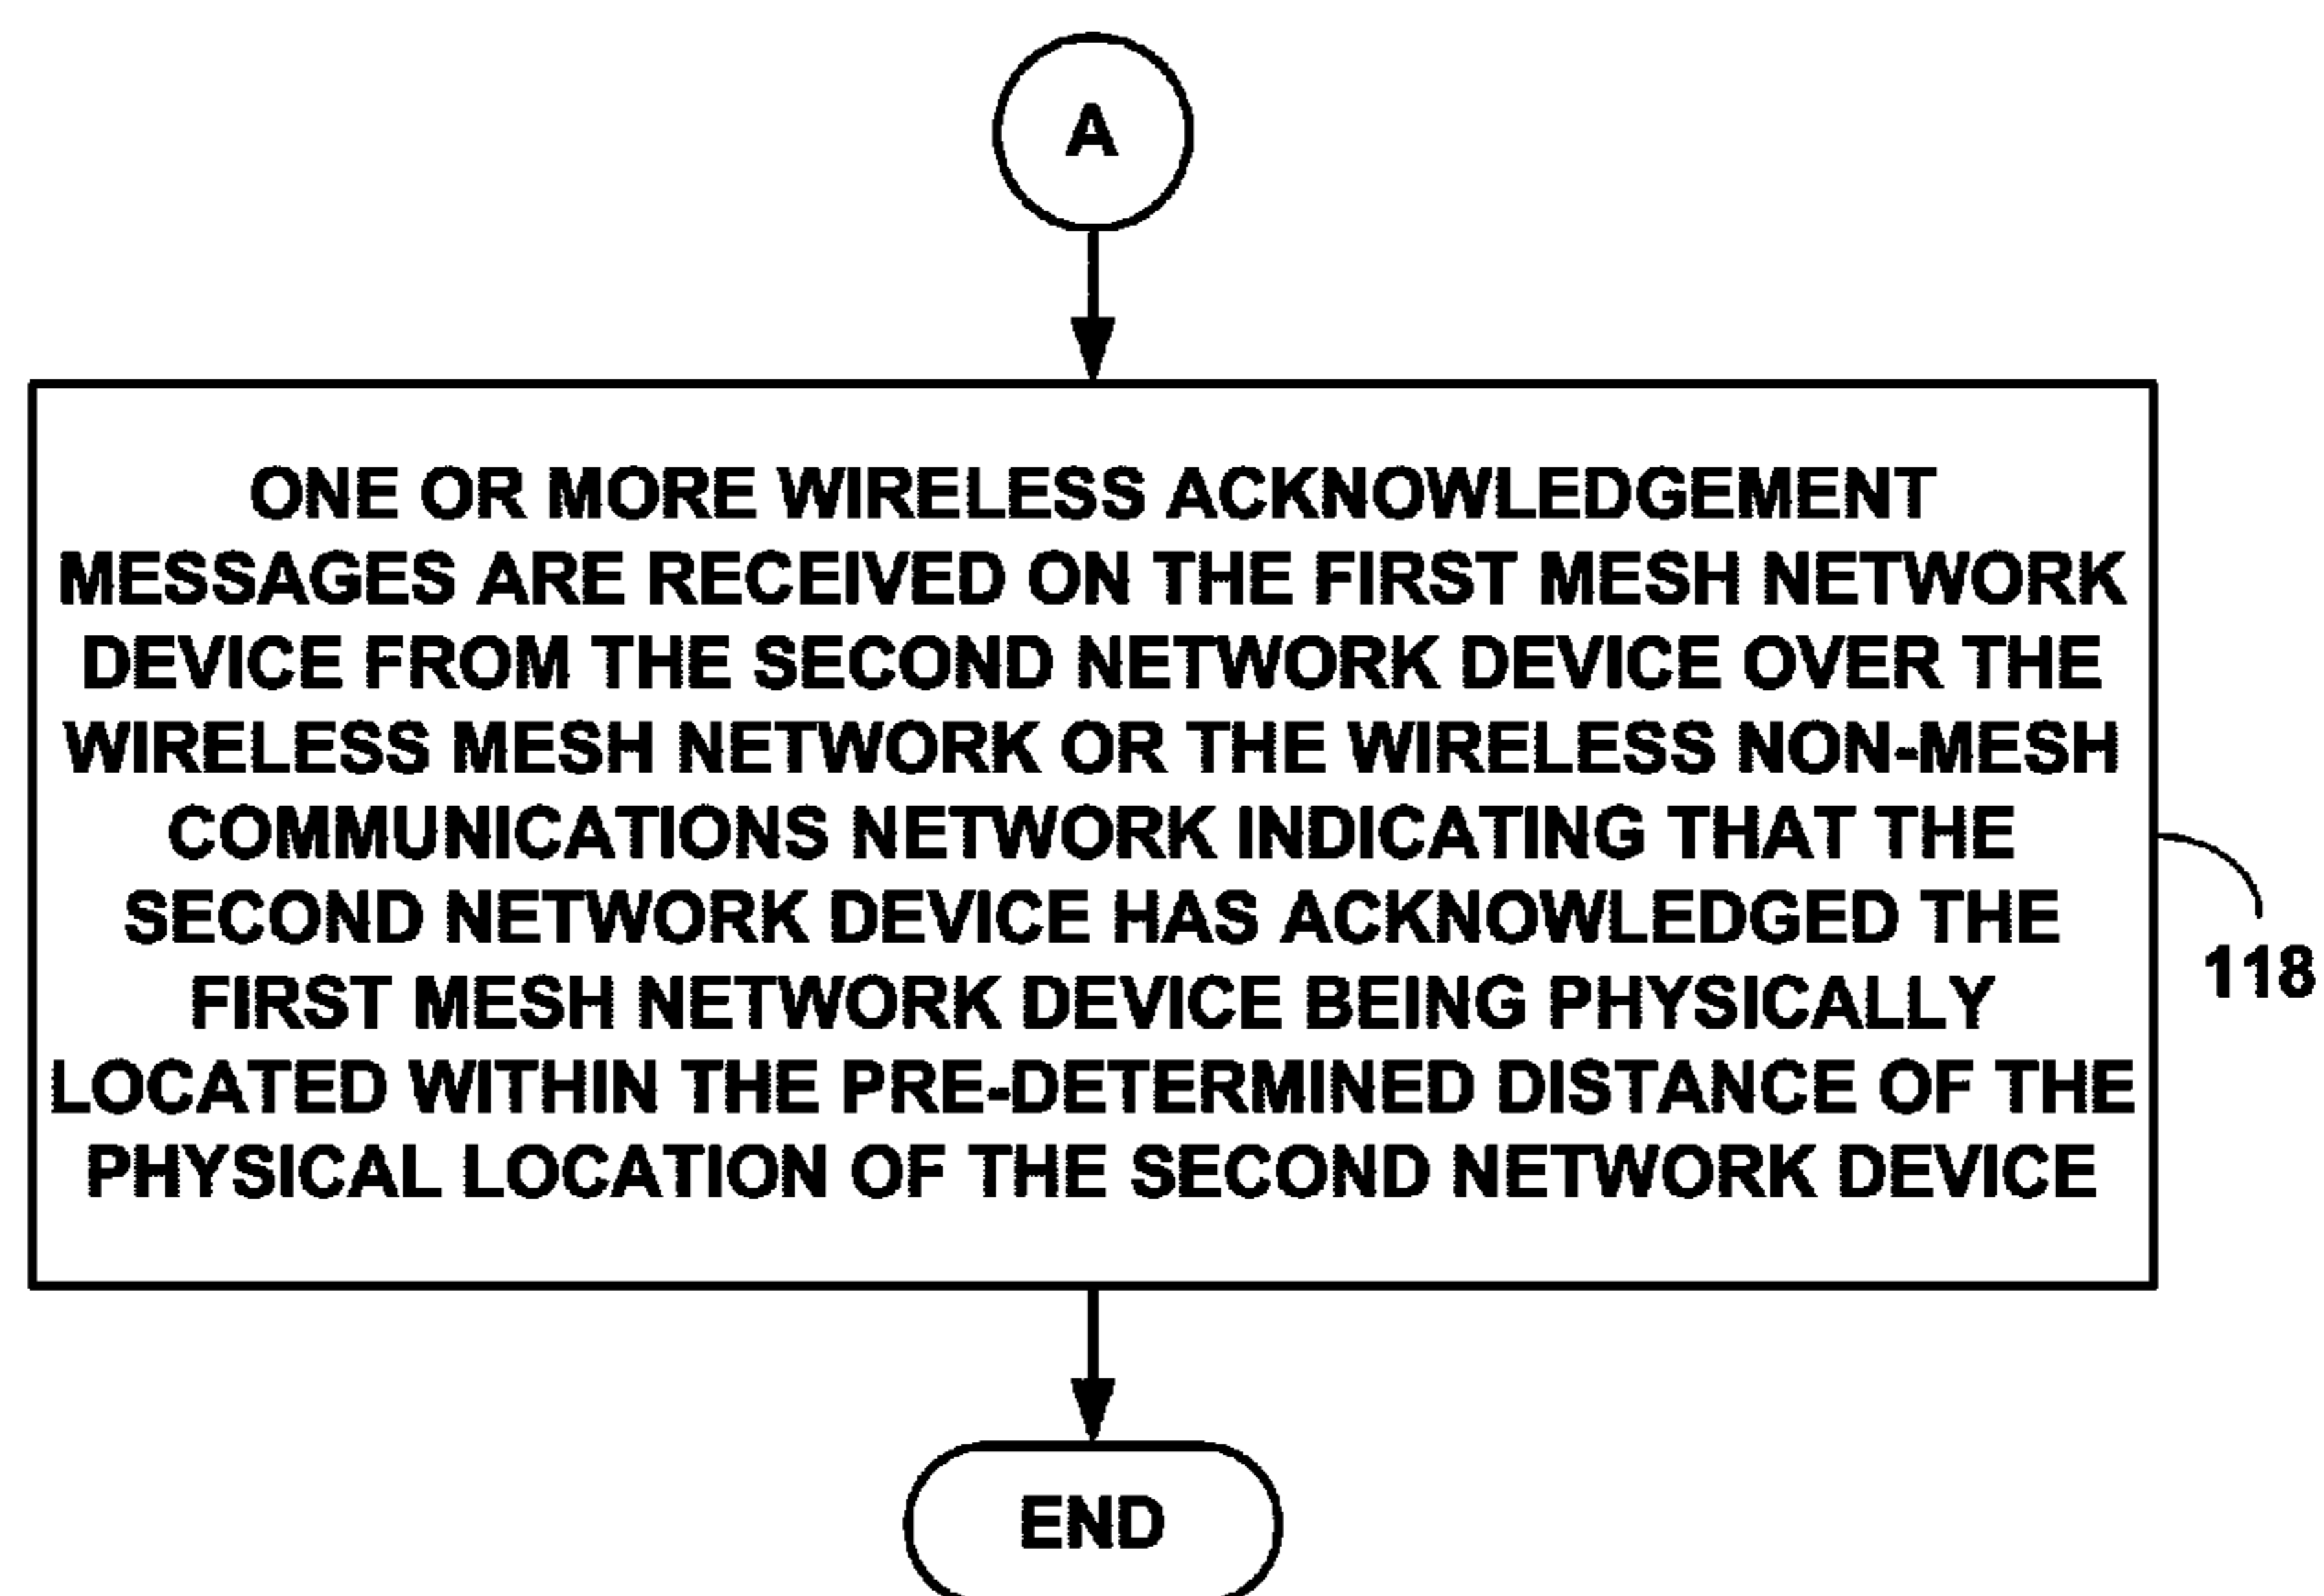 A
ONE OR MORE WIRELESS ACKNOWLEDGEMENT
MESSAGES ARE RECEIVED ON THE FIRST MESH NETWORK
DEVICE FROM THE SECOND NETWORK DEVICE OVER THE
WIRELESS MESH NETWORK OR THE WIRELESS NON-MESH
COMMUNICATIONS NETWORK INDICATING THAT THE
SECOND NETWORK DEVICE HAS ACKNOWLEDGED THE
FIRST MESH NETWORK DEVICE BEING PHYSICALLY
LOCATED WITHIN THE PRE-DETERMINED DISTANCE OF THE
PHYSICAL LOCATION OF THE SECOND NETWORK DEVICE
118
END